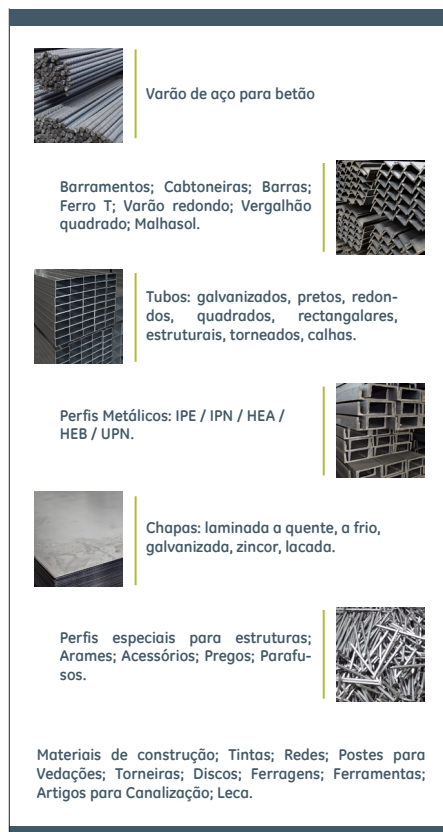 Varão de aço para betão
Barramentos; Cabtoneiras; Barras;
Ferro T; Varão redondo; Vergalhão
quadrado; Malhasol.
Tubos: galvanizados, pretos, redon-
dos, quadrados, rectangalares,
estruturais, torneados, calhas.
Perfis Metálicos: IPE / IPN / HEA /
HEB / UPN.
Chapas: laminada a quente, a frio,
galvanizada, zincor, lacada.
Perfis especiais para estruturas;
Arames; Acessórios; Pregos; Parafu-
sos.
Materiais de construção; Tintas; Redes; Postes para
Vedações; Torneiras; Discos; Ferragens; Ferramentas;
Artigos para Canalização; Leca.